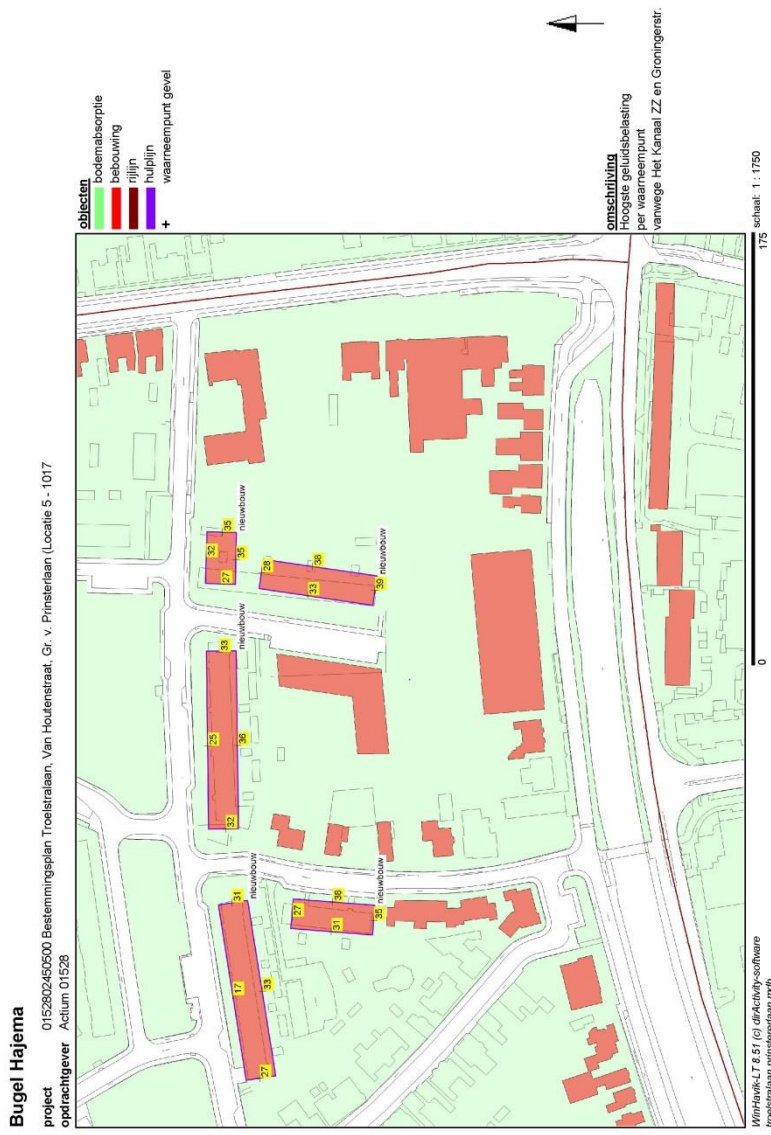 Bugel Hajema
project 0152802450500 Bestemmingsplan Troelstralaan, Van Houtenstraat, Gr. v. Prinsterlaan (Locatie 5 - 1017
opdrachtgever Actium 01528
objecten
bodemabsorptie
bebouwing
rijlijn
hulplijn
+ waarneempunt gevel
17
31
27
33
nieuwbouw
27
38
31
35
nieuwbouw
25
33
32
36
nieuwbouw
32
35
27
35
nieuwbouw
28
38
33
39
nieuwbouw
omschrijving
Hoogste geluidsbelasting
per waarneempunt
vanwege Het Kanaal ZZ en Groningerstr.
0
175
schaal: 1 : 1750
WinHavik-LT 8.51 (c) dirActivity-software